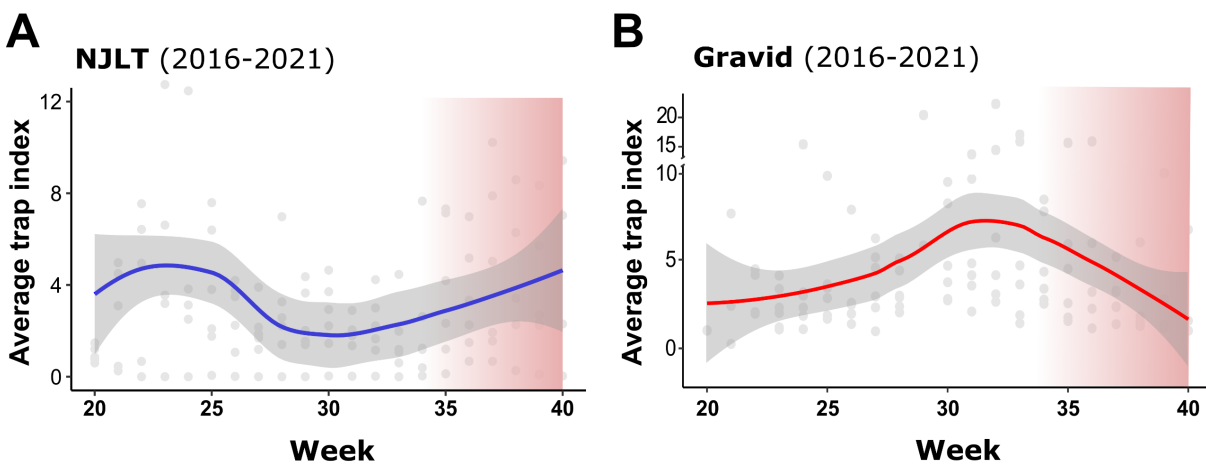 A
NJLT (2016-2021)
Average trap index
12
8
4
0
20 25 30 35 40
Week
B
Gravid (2016-2021)
Average trap index
20
15
10
5
0
20 25 30 35 40
Week